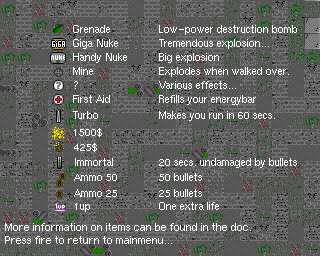 Grenade Low-power destruction bomb
GIGA Giga Nuke Tremendous explosion...
NUKE Handy Nuke Big explosion
Mine Explodes when walked over.
? ? Various effects...
First Aid Refills your energybar
Turbo Makes you run in 60 secs.
1500$
425$
Immortal 20 secs. undamaged by bullets
Ammo 50 50 bullets
Ammo 25 25 bullets
1up 1up One extra life
More information on items can be found in the doc.
Press fire to return to mainmenu...